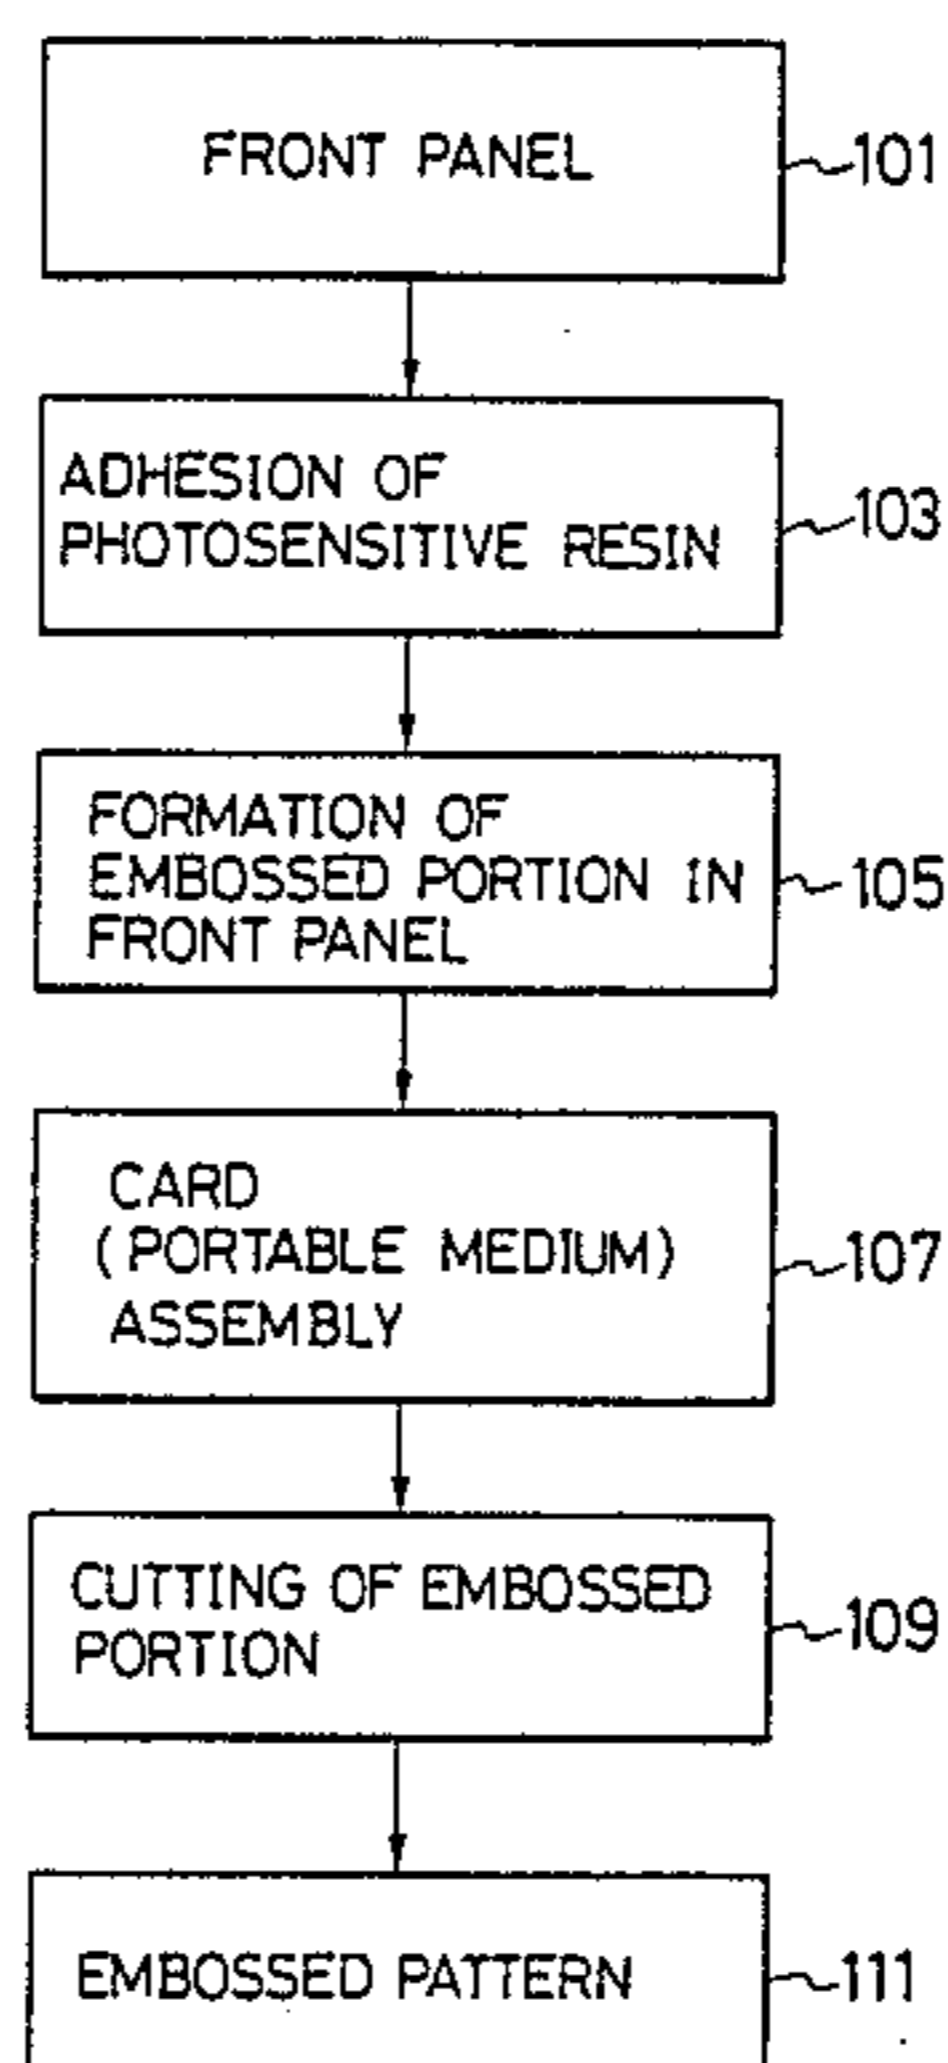 FRONT PANEL
101
ADHESION OF
PHOTOSENSITIVE RESIN
103
FORMATION OF
EMBOSSED PORTION IN
FRONT PANEL
105
CARD
(PORTABLE MEDIUM)
ASSEMBLY
107
CUTTING OF EMBOSSED
PORTION
109
EMBOSSED PATTERN
111